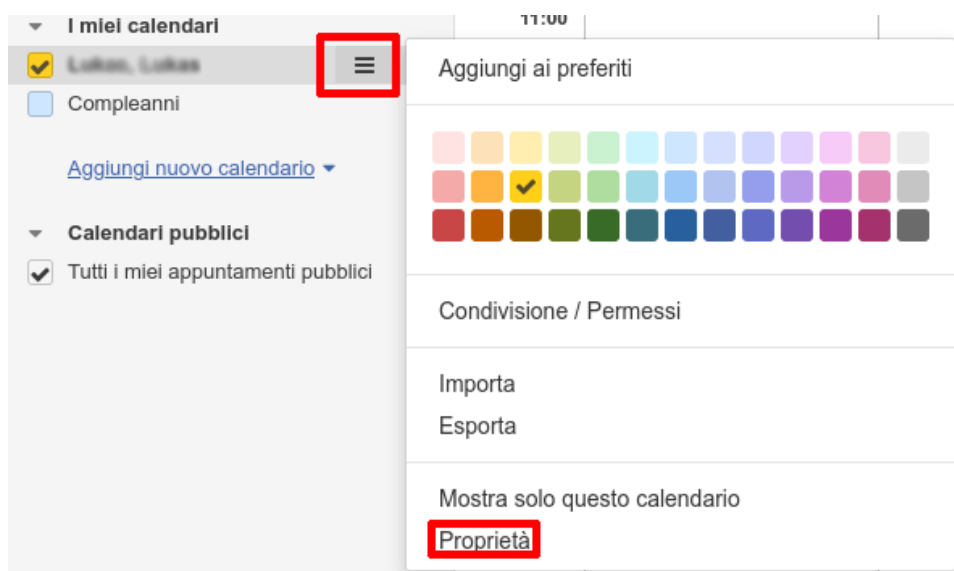 I miei calendari
11:00
Aggiungi ai preferiti
Compleanni
Aggiungi nuovo calendario
Calendari pubblici
Tutti i miei appuntamenti pubblici
Condivisione / Permessi
Importa
Esporta
Mostra solo questo calendario
Proprietà